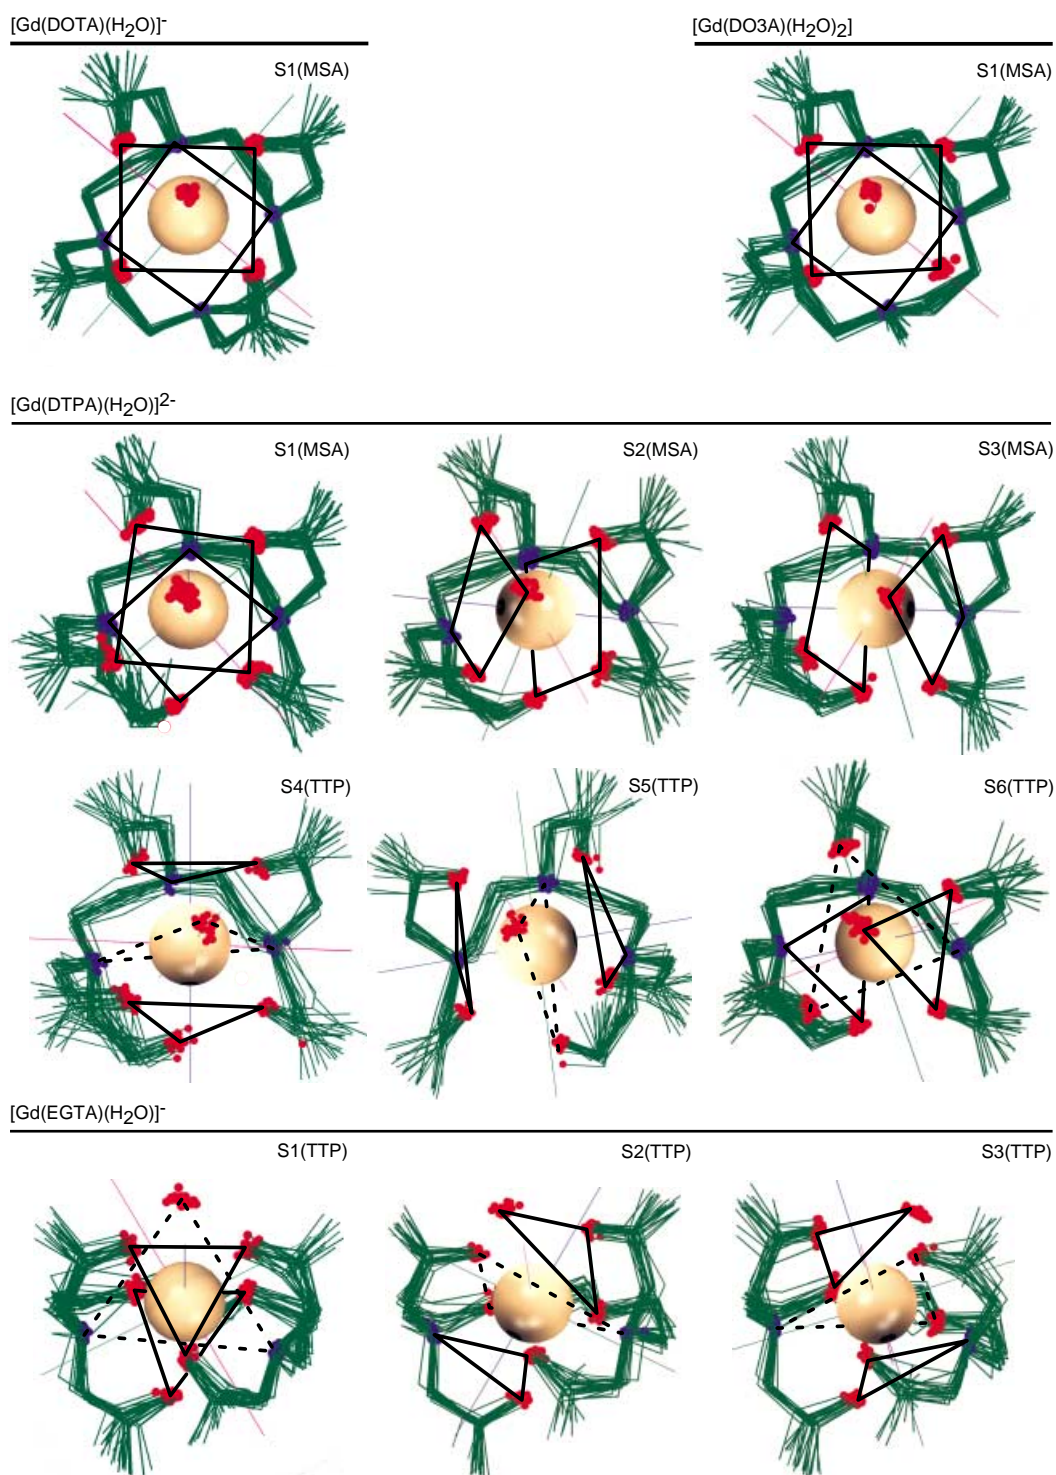 [Gd(DOTA)(H2O)]-
[Gd(DO3A)(H2O)2]
S1(MSA)
S1(MSA)
[Gd(DTPA)(H2O)]2-
S1(MSA)
S2(MSA)
S3(MSA)
S4(TTP)
S5(TTP)
S6(TTP)
[Gd(EGTA)(H2O)]-
S1(TTP)
S2(TTP)
S3(TTP)